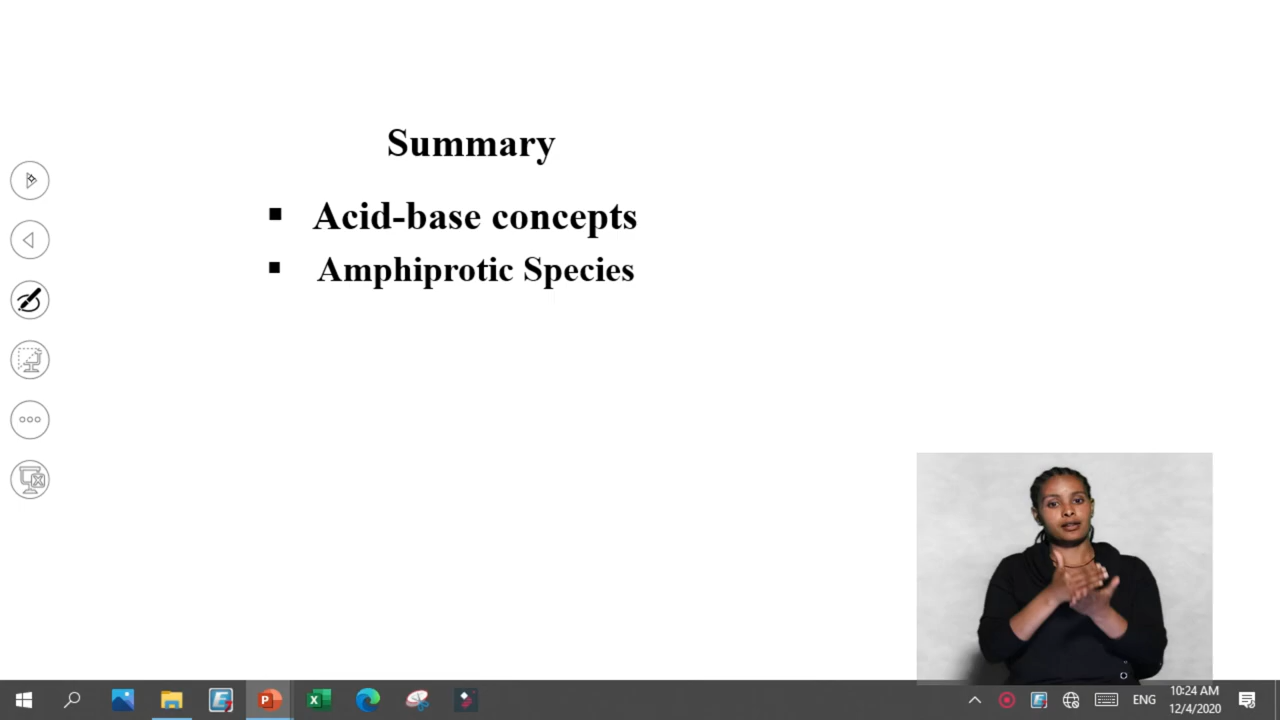 Summary
▪ Acid-base concepts
▪ Amphiprotic Species
ENG
10:24 AM
12/4/2020